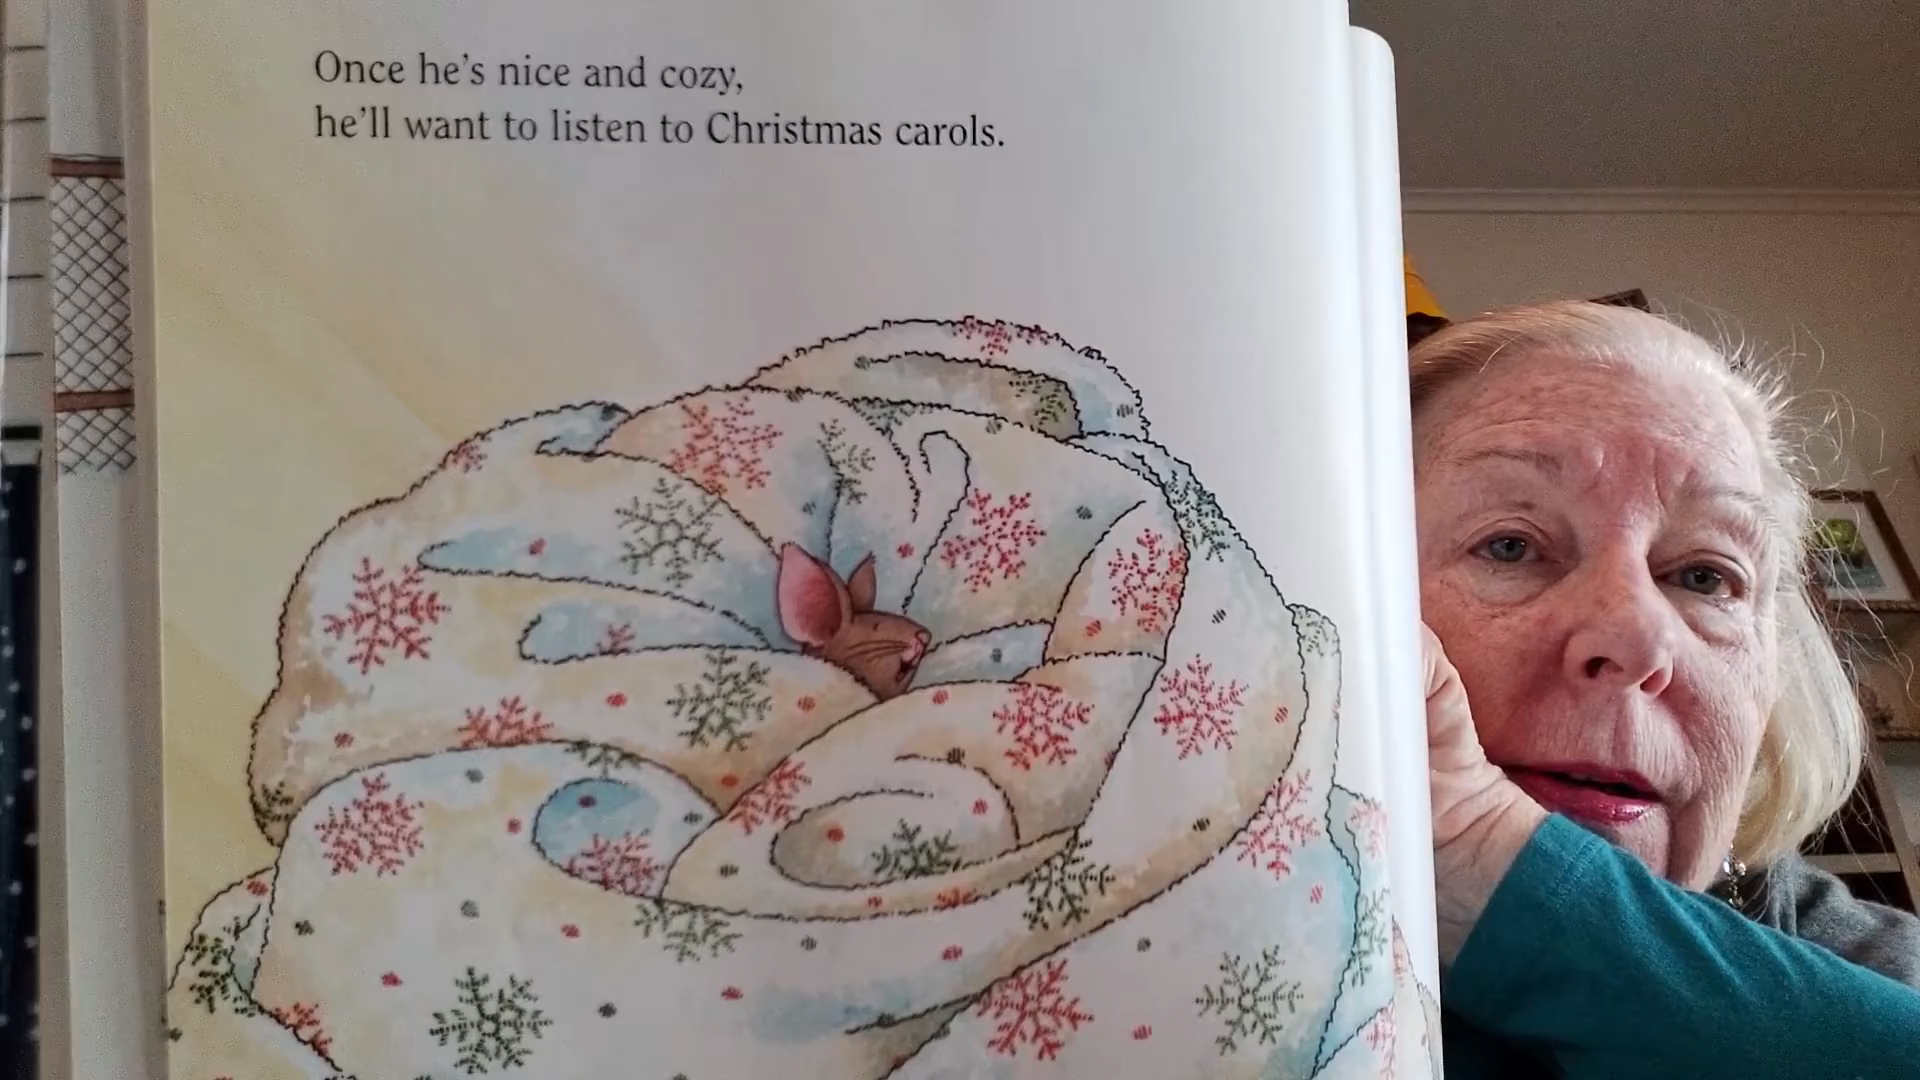 Once he's nice and cozy,
he'll want to listen to Christmas carols.